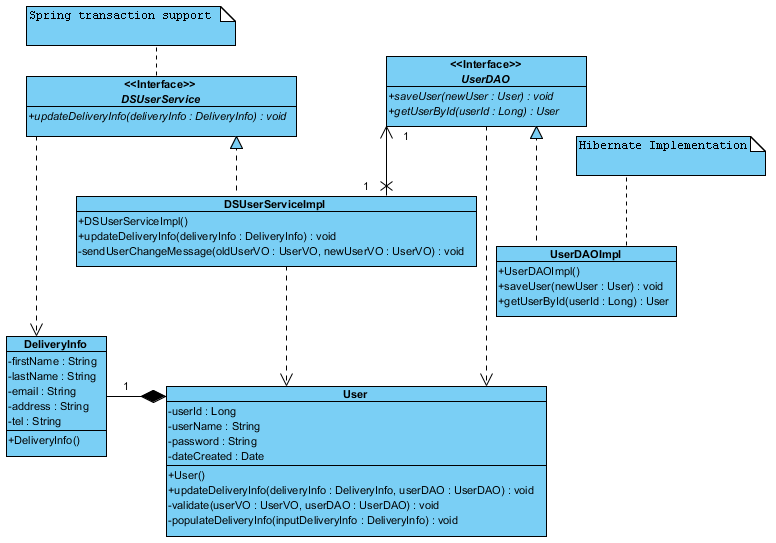 Spring transaction support
<<Interface>>
DSUserService
+updateDeliveryInfo(deliveryInfo : DeliveryInfo) : void
<<Interface>>
UserDAO
+saveUser(newUser : User) : void
+getUserById(userId : Long) : User
1
Hibernate Implementation
1
DSUserServiceImpl
+DSUserServiceImpl()
+updateDeliveryInfo(deliveryInfo : DeliveryInfo) : void
-sendUserChangeMessage(oldUserVO : UserVO, newUserVO : UserVO) : void
UserDAOImpl
+UserDAOImpl()
+saveUser(newUser : User) : void
+getUserById(userId : Long) : User
DeliveryInfo
-firstName : String
-lastName : String
-email : String
-address : String
-tel : String
+DeliveryInfo()
1
User
-userId : Long
-userName : String
-password : String
-dateCreated : Date
+User()
+updateDeliveryInfo(deliveryInfo : DeliveryInfo, userDAO : UserDAO) : void
-validate(userVO : UserVO, userDAO : UserDAO) : void
-populateDeliveryInfo(inputDeliveryInfo : DeliveryInfo) : void